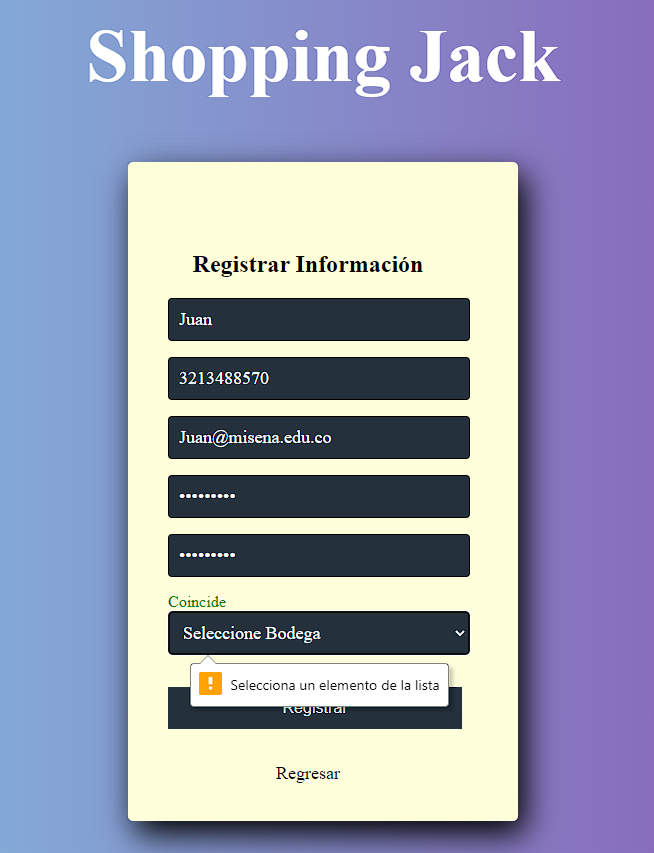 Shopping Jack
Registrar Información
Juan
3213488570
Juan@misena.edu.co
•••••••••
•••••••••
Coincide
Seleccione Bodega
Selecciona un elemento de la lista
Registrar
Regresar